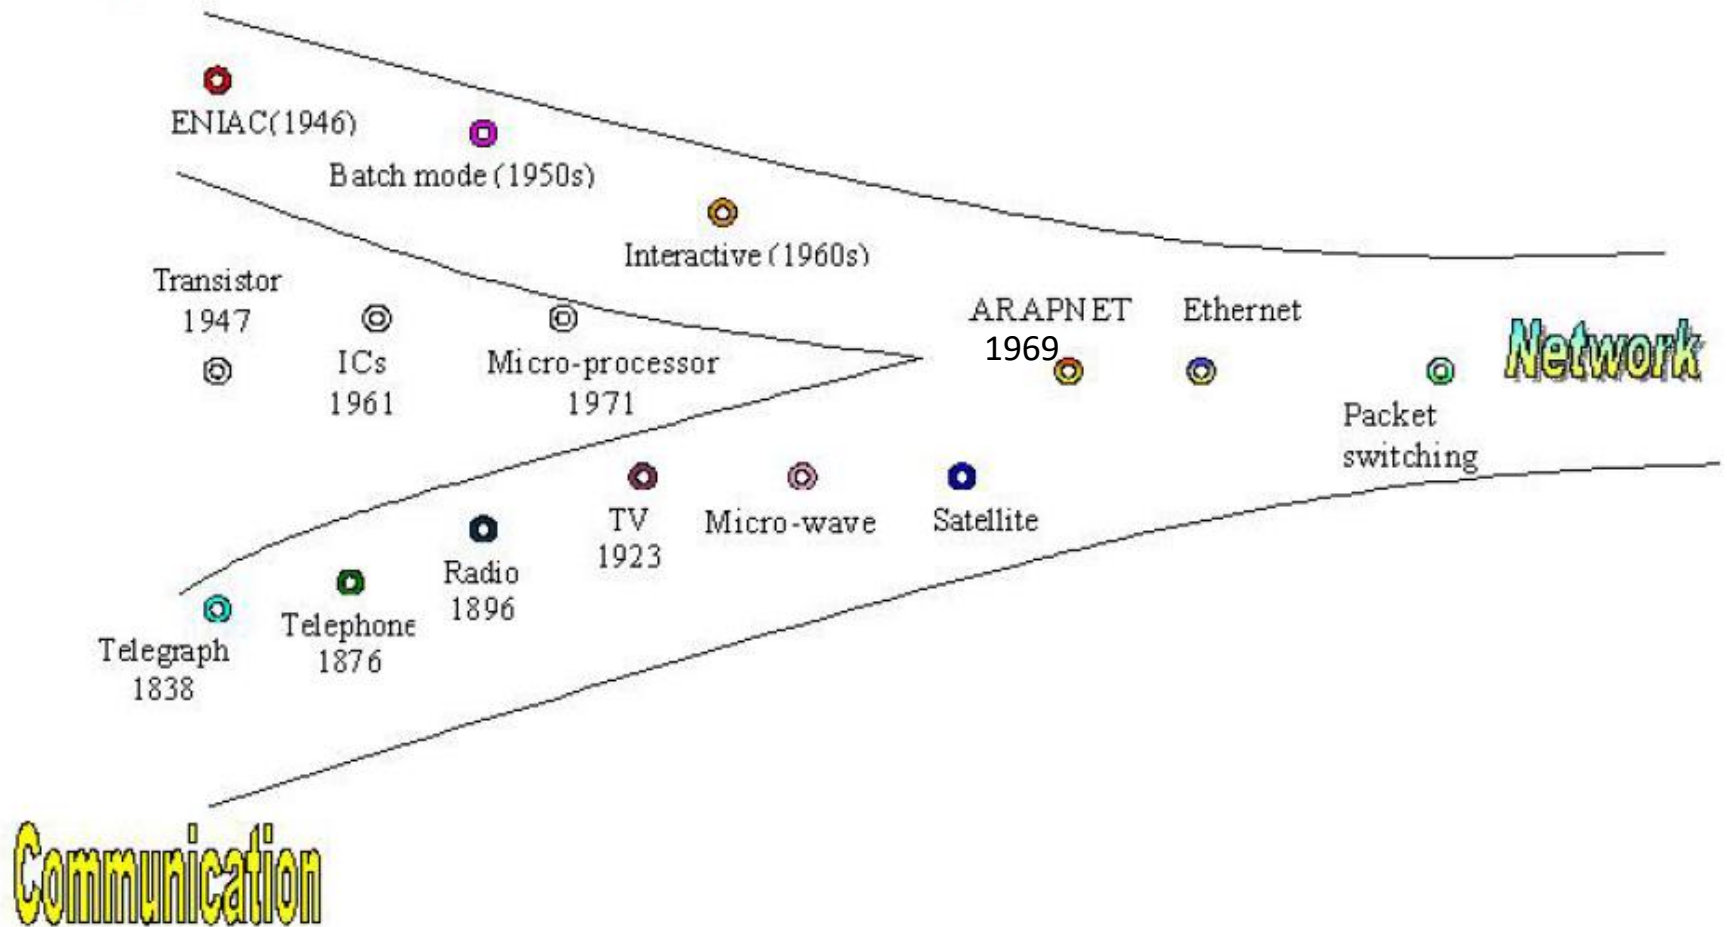 ENIAC(1946)
Batch mode (1950s)
Interactive (1960s)
Transistor
1947
ICs
1961
Micro-processor
1971
ARAPNET
1969
Ethernet
Network
Packet
switching
TV
1923
Micro-wave
Satellite
Radio
1896
Telephone
1876
Telegraph
1838
Communication